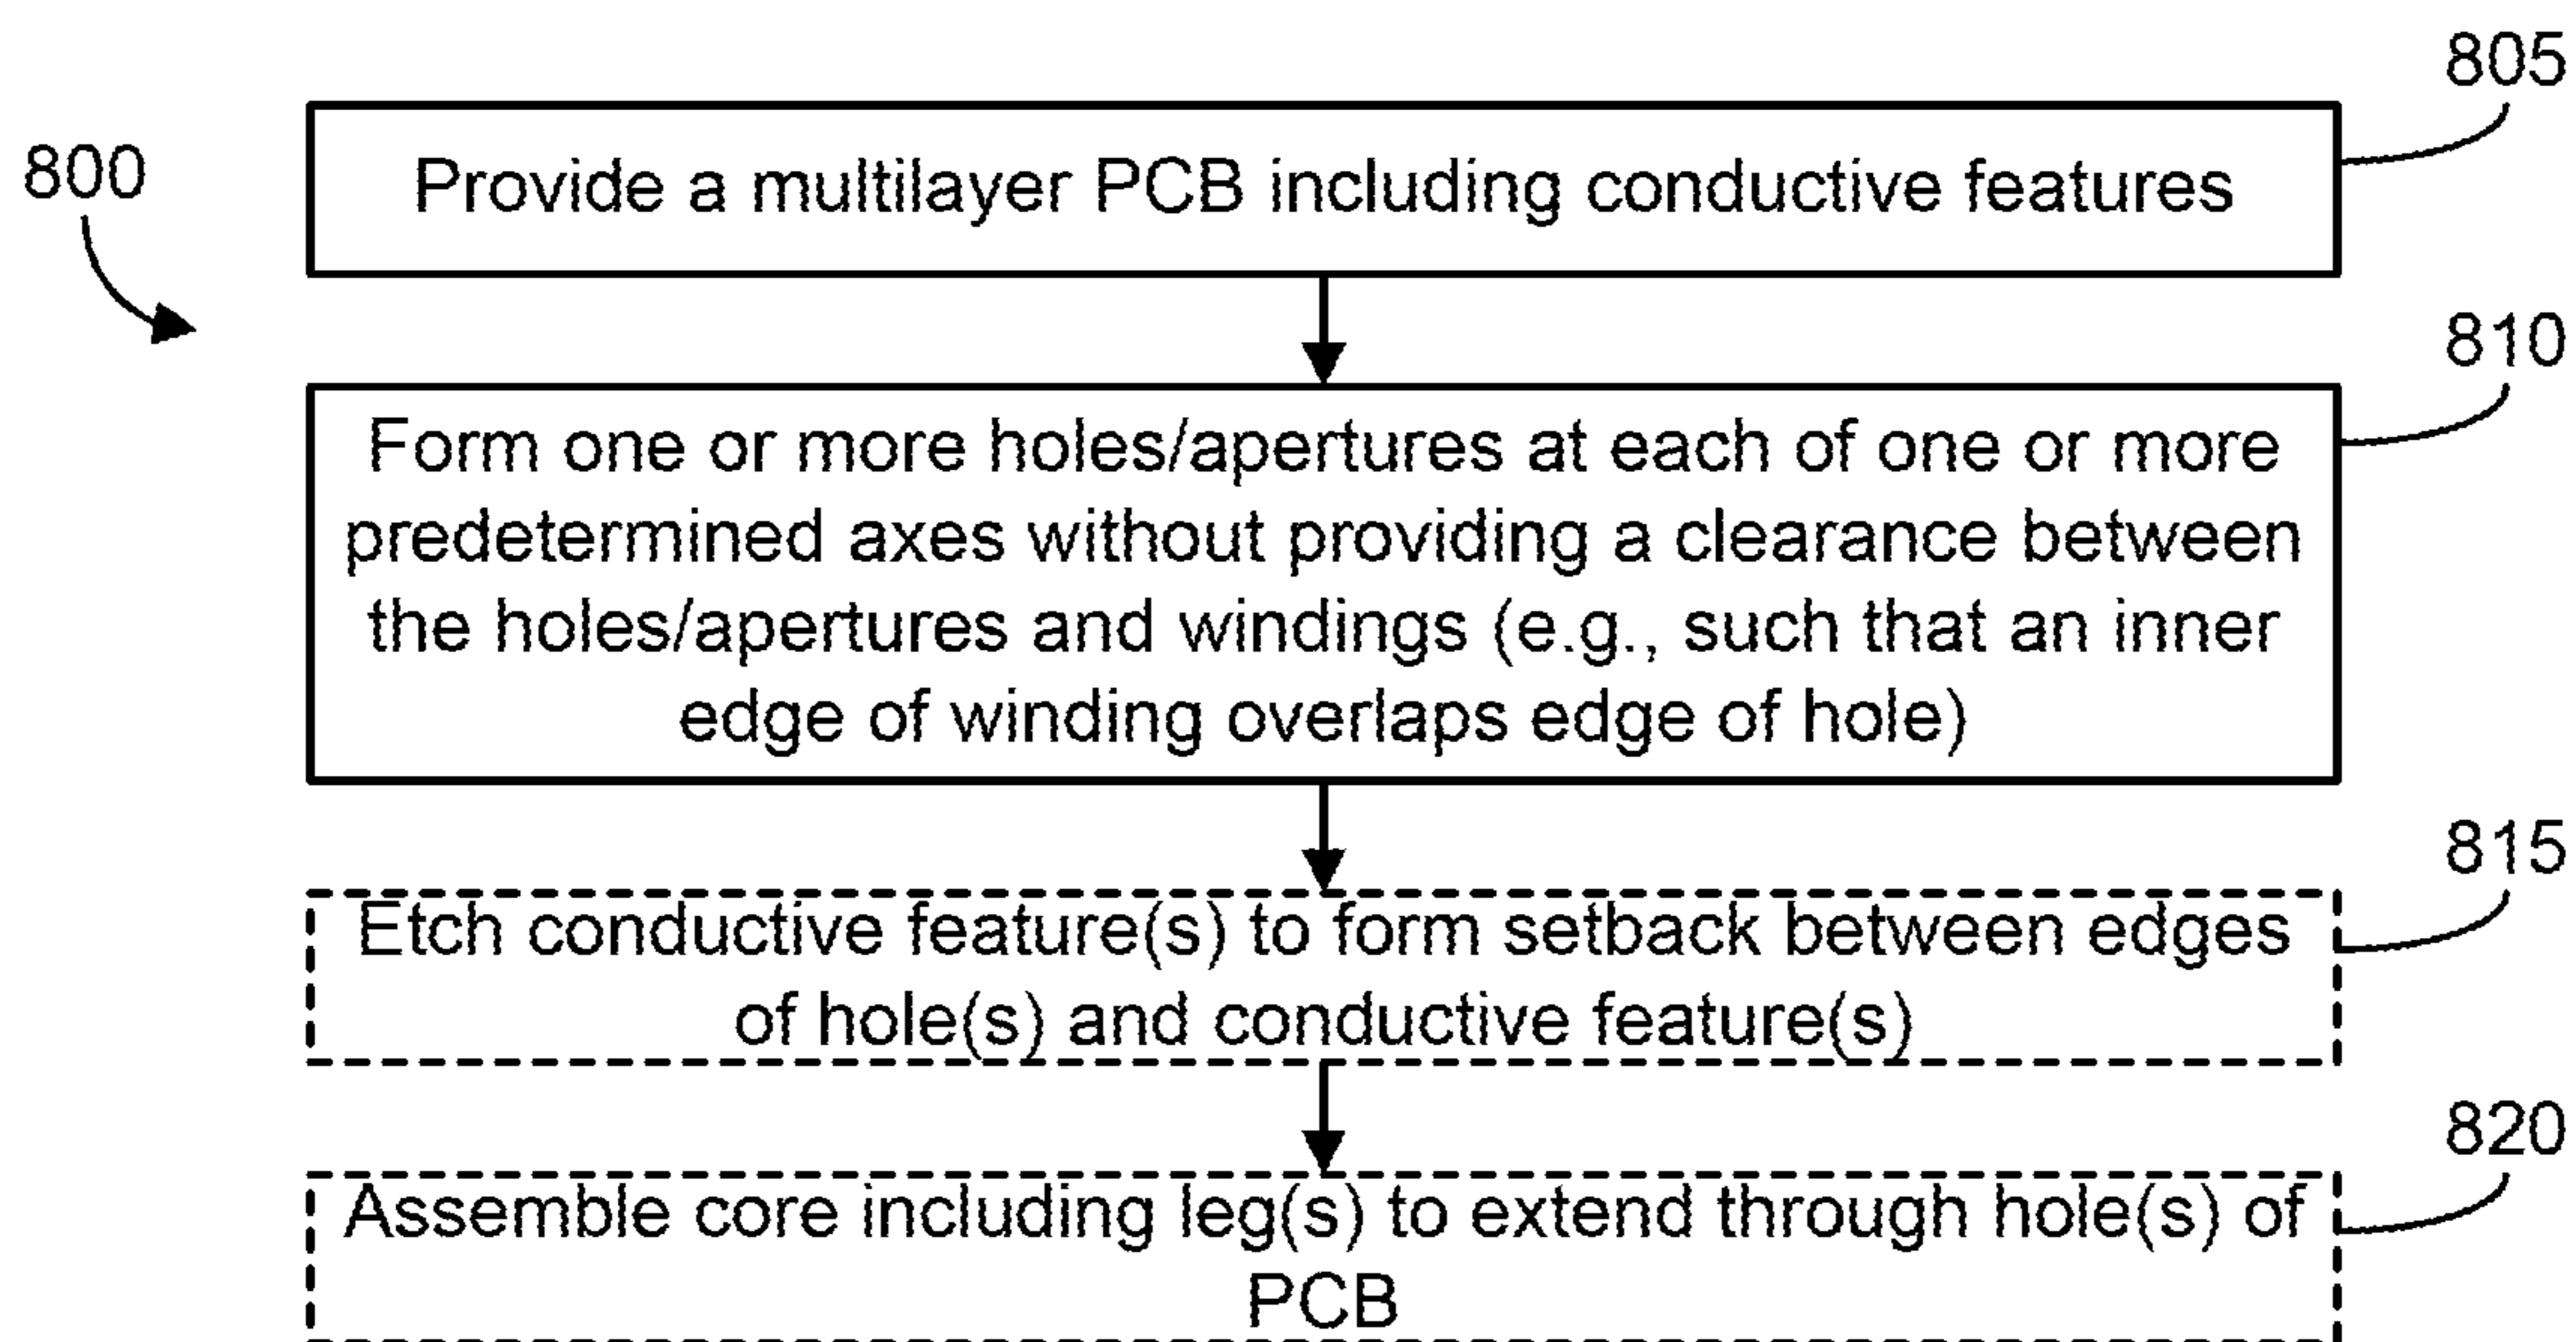 805
800
Provide a multilayer PCB including conductive features
810
Form one or more holes/apertures at each of one or more
predetermined axes without providing a clearance between
the holes/apertures and windings (e.g., such that an inner
edge of winding overlaps edge of hole)
815
Etch conductive feature(s) to form setback between edges
of hole(s) and conductive feature(s)
820
Assemble core including leg(s) to extend through hole(s) of
PCB